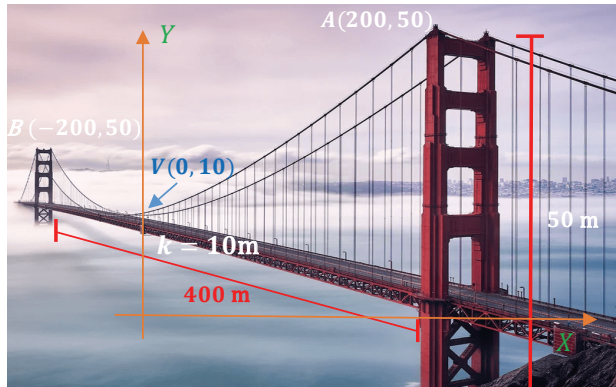 A(200, 50)
Y
B (−200, 50)
V(0, 10)
50 m
k = 10m
400 m
X